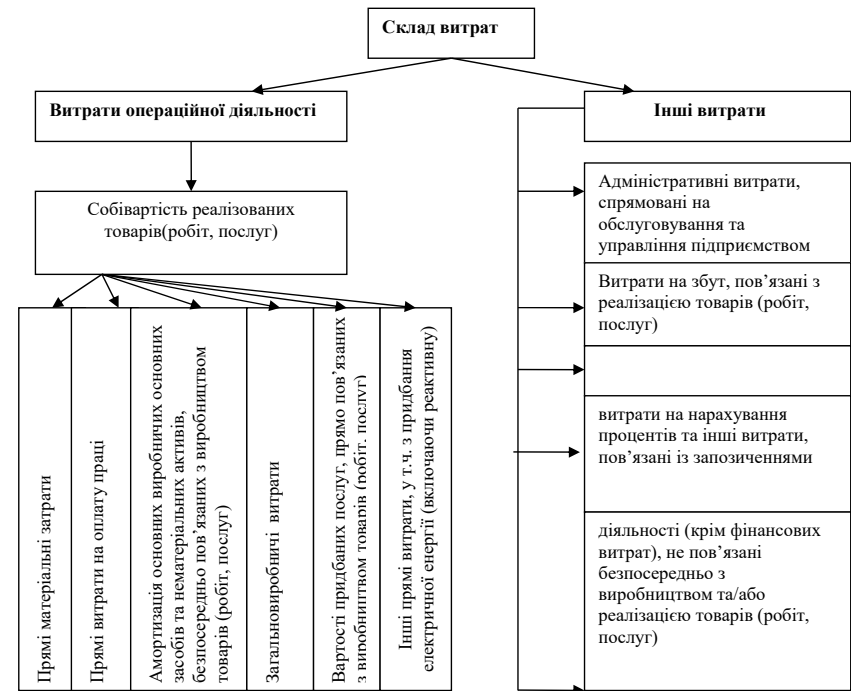 Склад витрат
Витрати операційної діяльності
Собівартість реалізованих
товарів(робіт, послуг)
Прямі матеріальні затрати
Прямі витрати на оплату праці
Амортизація основних виробничих основних
засобів та нематеріальних активів,
безпосередньо пов’язаних з виробництвом
товарів (робіт, послуг)
Загальновиробничі витрати
Вартості придбаних послуг, прямо пов’язаних
з виробництвом товарів (робіт, послуг)
Інші прямі витрати, у т.ч. з придбання
електричної енергії (включаючи реактивну)
Інші витрати
Адміністративні витрати,
спрямовані на
обслуговування та
управління підприємством
Витрати на збут, пов’язані з
реалізацією товарів (робіт,
послуг)
витрати на нарахування
процентів та інші витрати,
пов’язані із запозиченнями
діяльності (крім фінансових
витрат), не пов’язані
безпосередньо з
виробництвом та/або
реалізацією товарів (робіт,
послуг)